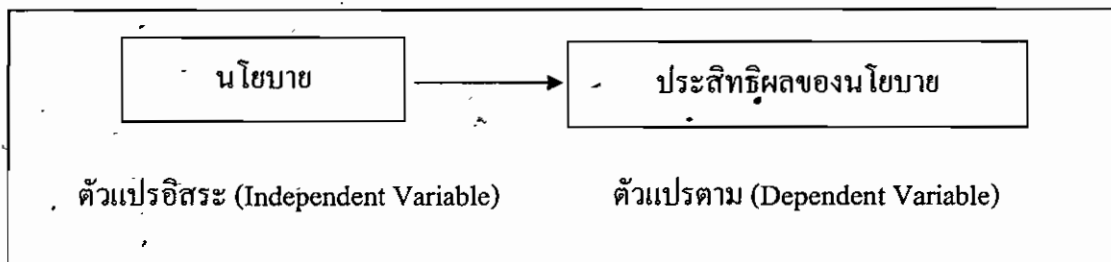 นโยบาย ประสิทธิผลของนโยบาย
ตัวแปรอิสระ (Independent Variable) ตัวแปรตาม (Dependent Variable)